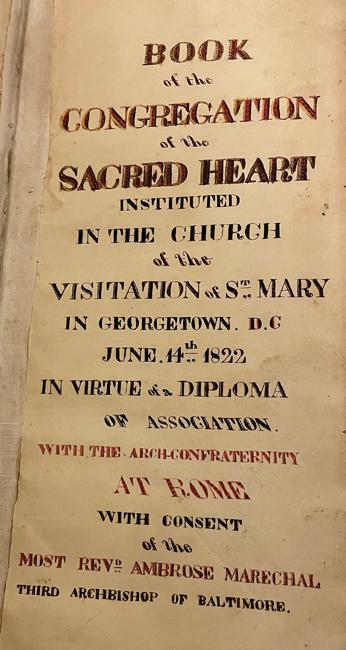 BOOK
of the
CONGREGATION
of the
SACRED HEART
INSTITUTED
IN THE CHURCH
of the
VISITATION of ST MARY
IN GEORGETOWN. D.C
JUNE. 14th 1822
IN VIRTUE of a DIPLOMA
OF ASSOCIATION.
WITH THE ARCH-CONFRATERNITY
AT ROME
WITH CONSENT
of the
MOST REVD AMBROSE MARECHAL
THIRD ARCHBISHOP OF BALTIMORE.